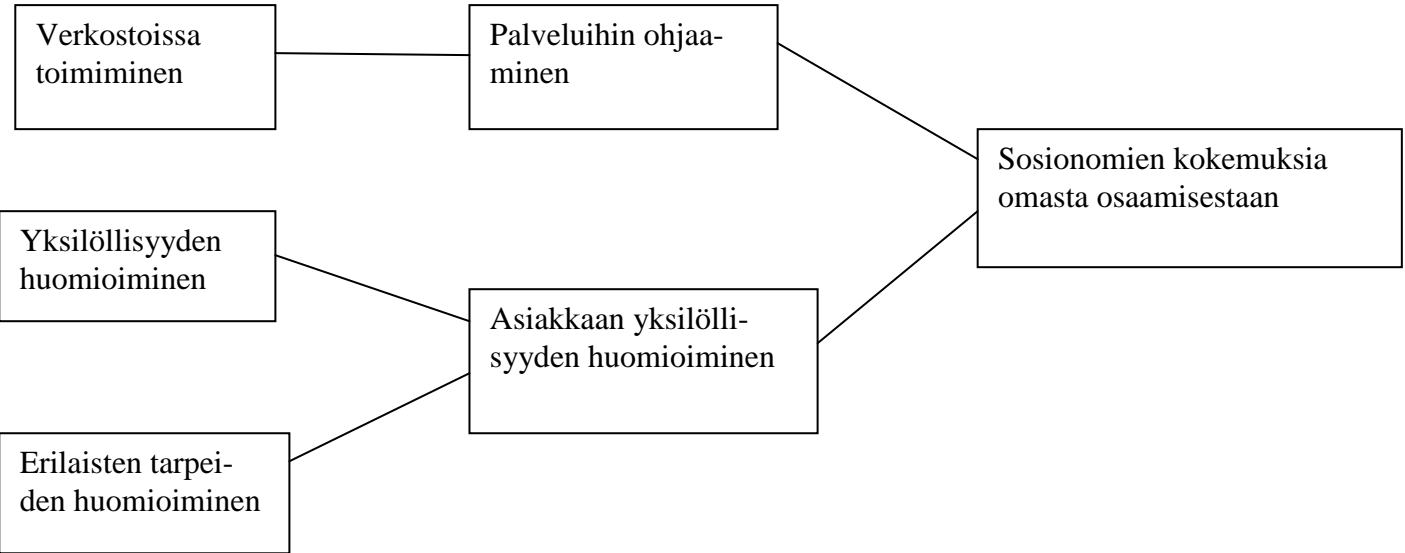 Verkostoissa
toimiminen
Palveluihin ohjaa-
minen
Sosionomien kokemuksia
omasta osaamisestaan
Yksilöllisyyden
huomioiminen
Asiakkaan yksilölli-
syyden huomioiminen
Erilaisten tarpei-
den huomioiminen